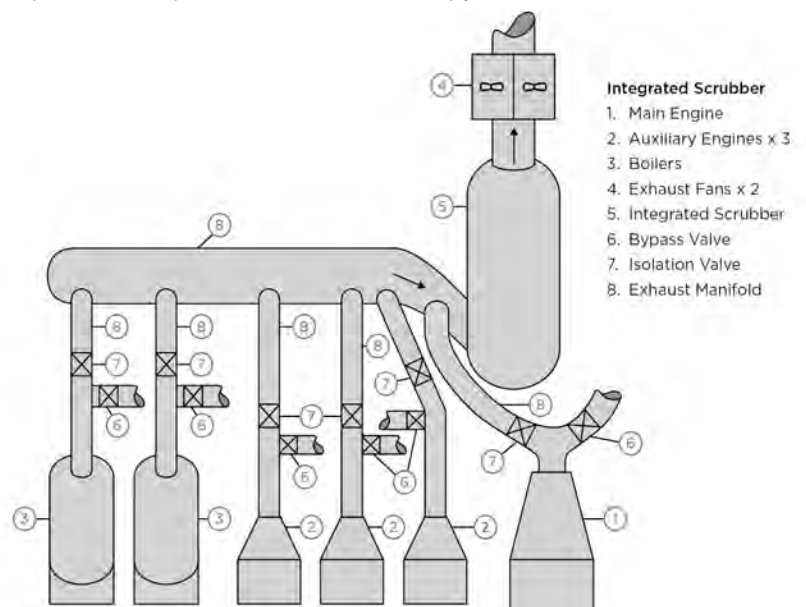 4
Integrated Scrubber
1. Main Engine
2. Auxiliary Engines x 3
3. Boilers
4. Exhaust Fans x 2
5. Integrated Scrubber
6. Bypass Valve
7. Isolation Valve
8. Exhaust Manifold
5
8
8
8
8
8
7
7
7
8
6
6
7
6
7
6
6
3
3
2
2
2
1